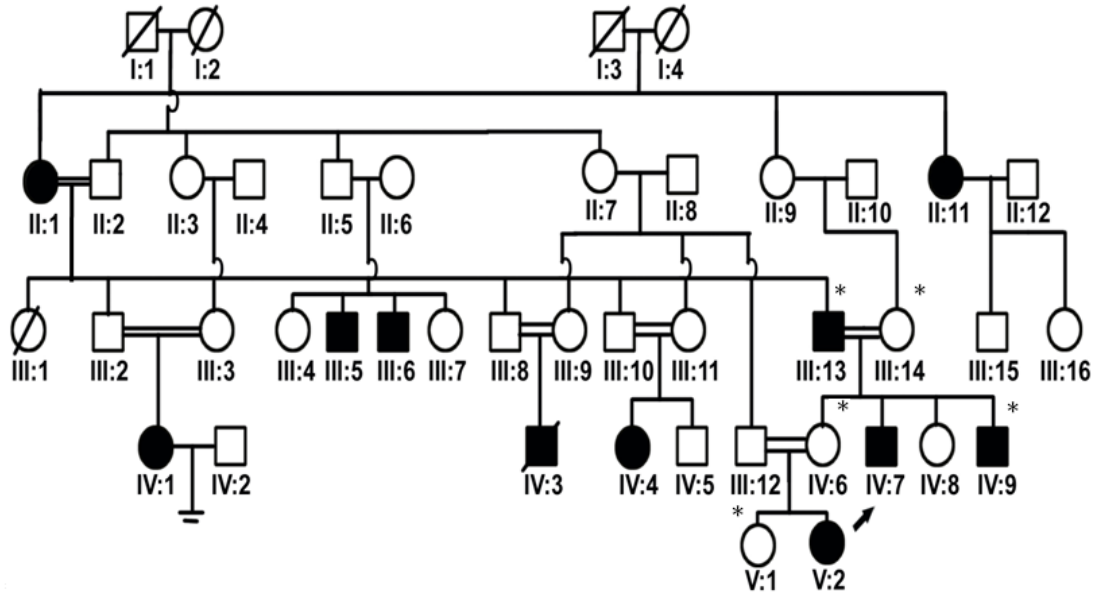 I:1 I:2 I:3 I:4
II:1 II:2 II:3 II:4 II:5 II:6 II:7 II:8 II:9 II:10 II:11 II:12
* *
III:1 III:2 III:3 III:4 III:5 III:6 III:7 III:8 III:9 III:10 III:11 III:13 III:14 III:15 III:16
* *
IV:1 IV:2 IV:3 IV:4 IV:5 III:12 IV:6 IV:7 IV:8 IV:9
*
V:1 V:2